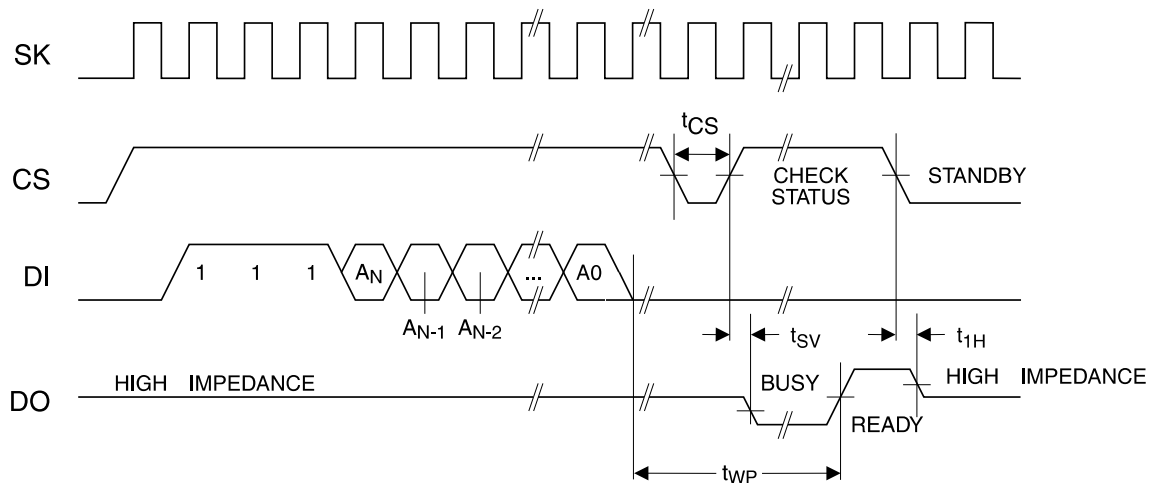 SK
tCS
CS
CHECK
STATUS
STANDBY
DI
1 1 1 AN ... A0
AN-1 AN-2
tSV
t1H
HIGH IMPEDANCE
BUSY
HIGH IMPEDANCE
DO
READY
tWP